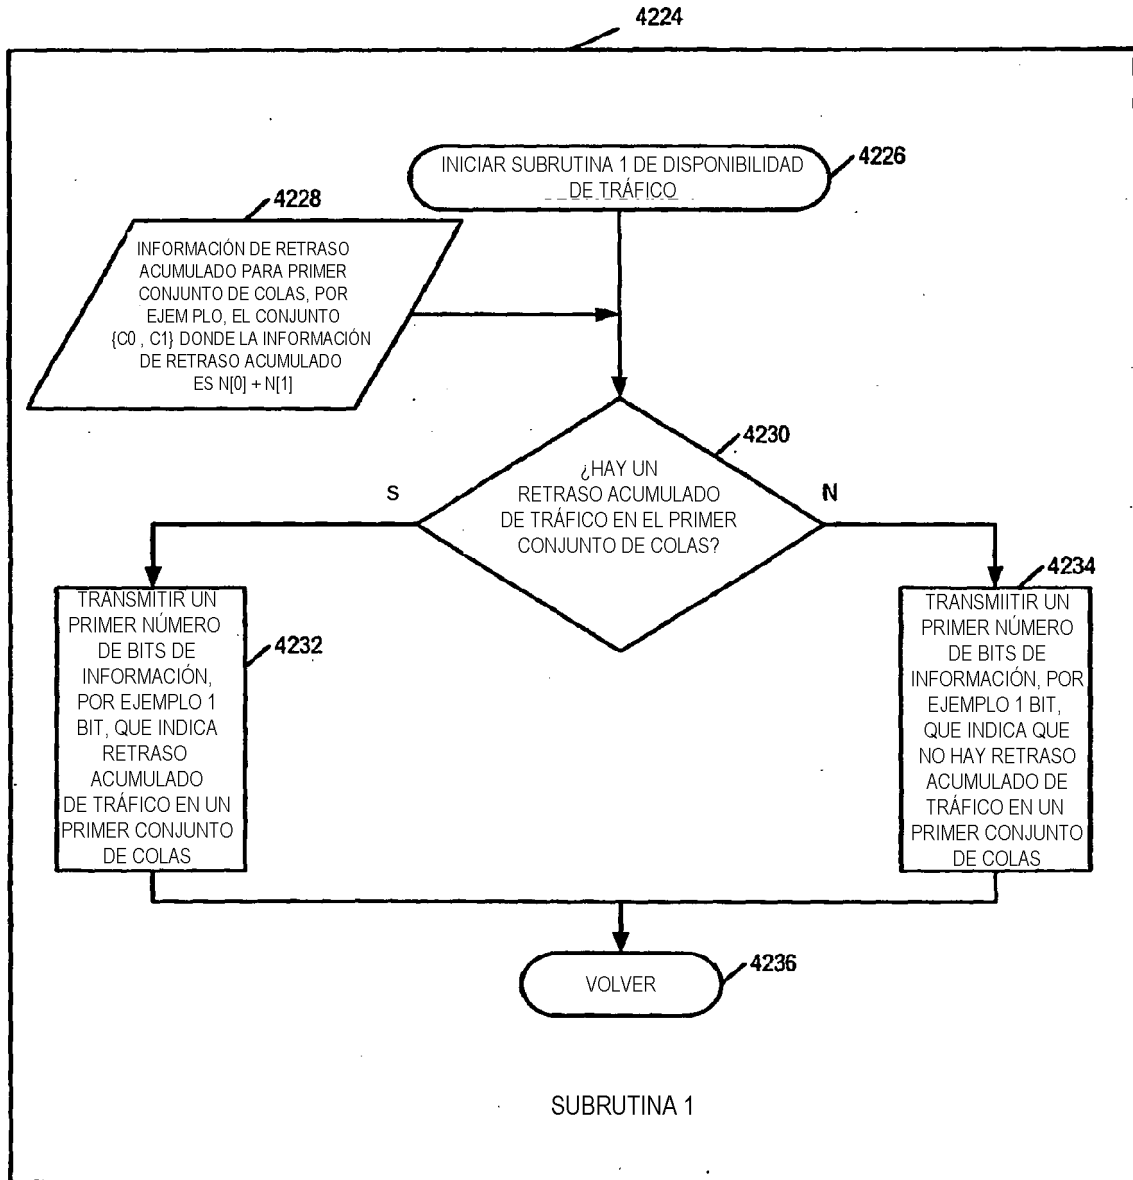 4224
INICIAR SUBRUTINA 1 DE DISPONIBILIDAD
DE TRÁFICO
4226
4228
INFORMACIÓN DE RETRASO
ACUMULADO PARA PRIMER
CONJUNTO DE COLAS, POR
EJEM PLO, EL CONJUNTO
{C0 , C1} DONDE LA INFORMACIÓN
DE RETRASO ACUMULADO
ES N[0] + N[1]
4230
¿HAY UN
RETRASO ACUMULADO
DE TRÁFICO EN EL PRIMER
CONJUNTO DE COLAS?
S
N
TRANSMITIR UN
PRIMER NÚMERO
DE BITS DE
INFORMACIÓN,
POR EJEMPLO 1
BIT, QUE INDICA
RETRASO
ACUMULADO
DE TRÁFICO EN UN
PRIMER CONJUNTO
DE COLAS
4232
4234
TRANSMIITIR UN
PRIMER NÚMERO
DE BITS DE
INFORMACIÓN, POR
EJEMPLO 1 BIT,
QUE INDICA QUE
NO HAY RETRASO
ACUMULADO DE
TRÁFICO EN UN
PRIMER CONJUNTO
DE COLAS
VOLVER
4236
SUBRUTINA 1